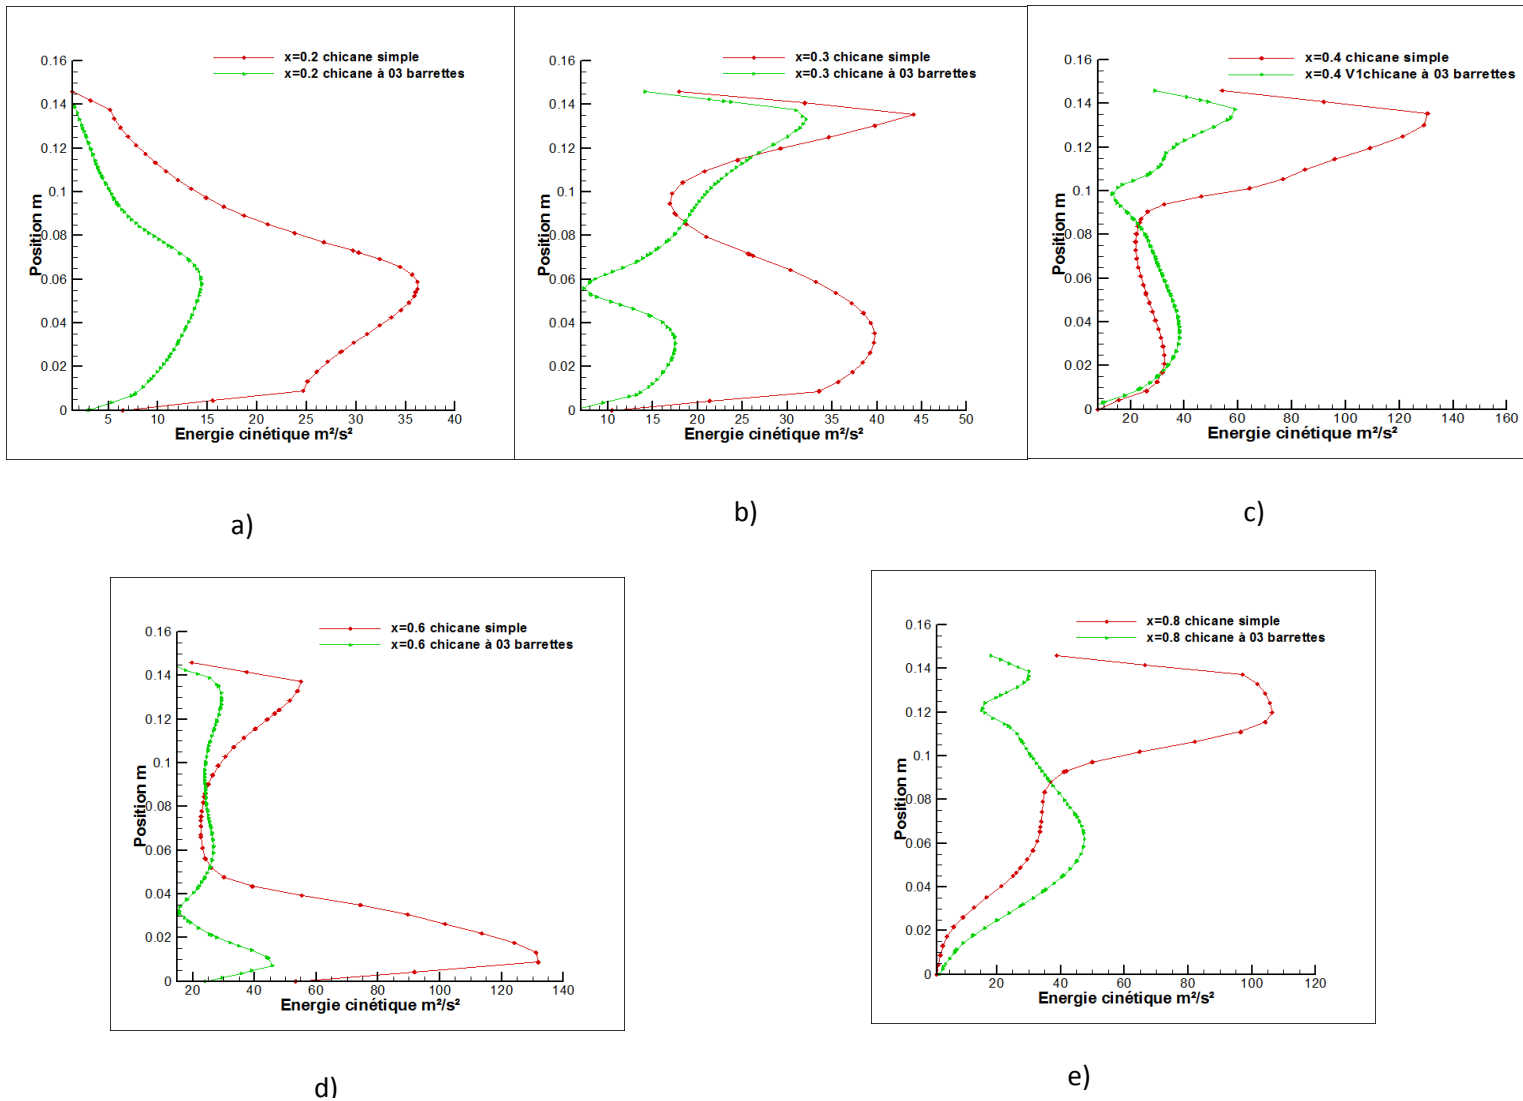 x=0.2 chicane simple
x=0.2 chicane à 03 barrettes
0.16
0.14
0.12
0.1
0.08
0.06
0.04
0.02
0
Position m
5 10 15 20 25 30 35 40
Energie cinétique m²/s²
a)
x=0.3 chicane simple
x=0.3 chicane à 03 barrettes
0.16
0.14
0.12
0.1
0.08
0.06
0.04
0.02
0
Position m
10 15 20 25 30 35 40 45 50
Energie cinétique m²/s²
b)
x=0.4 chicane simple
x=0.4 V1chicane à 03 barrettes
0.16
0.14
0.12
0.1
0.08
0.06
0.04
0.02
0
Position m
20 40 60 80 100 120 140 160
Energie cinétique m²/s²
c)
x=0.6 chicane simple
x=0.6 chicane à 03 barrettes
0.16
0.14
0.12
0.1
0.08
0.06
0.04
0.02
0
Position m
20 40 60 80 100 120 140
Energie cinétique m²/s²
d)
x=0.8 chicane simple
x=0.8 chicane à 03 barrettes
0.16
0.14
0.12
0.1
0.08
0.06
0.04
0.02
0
Position m
20 40 60 80 100 120
Energie cinétique m²/s²
e)